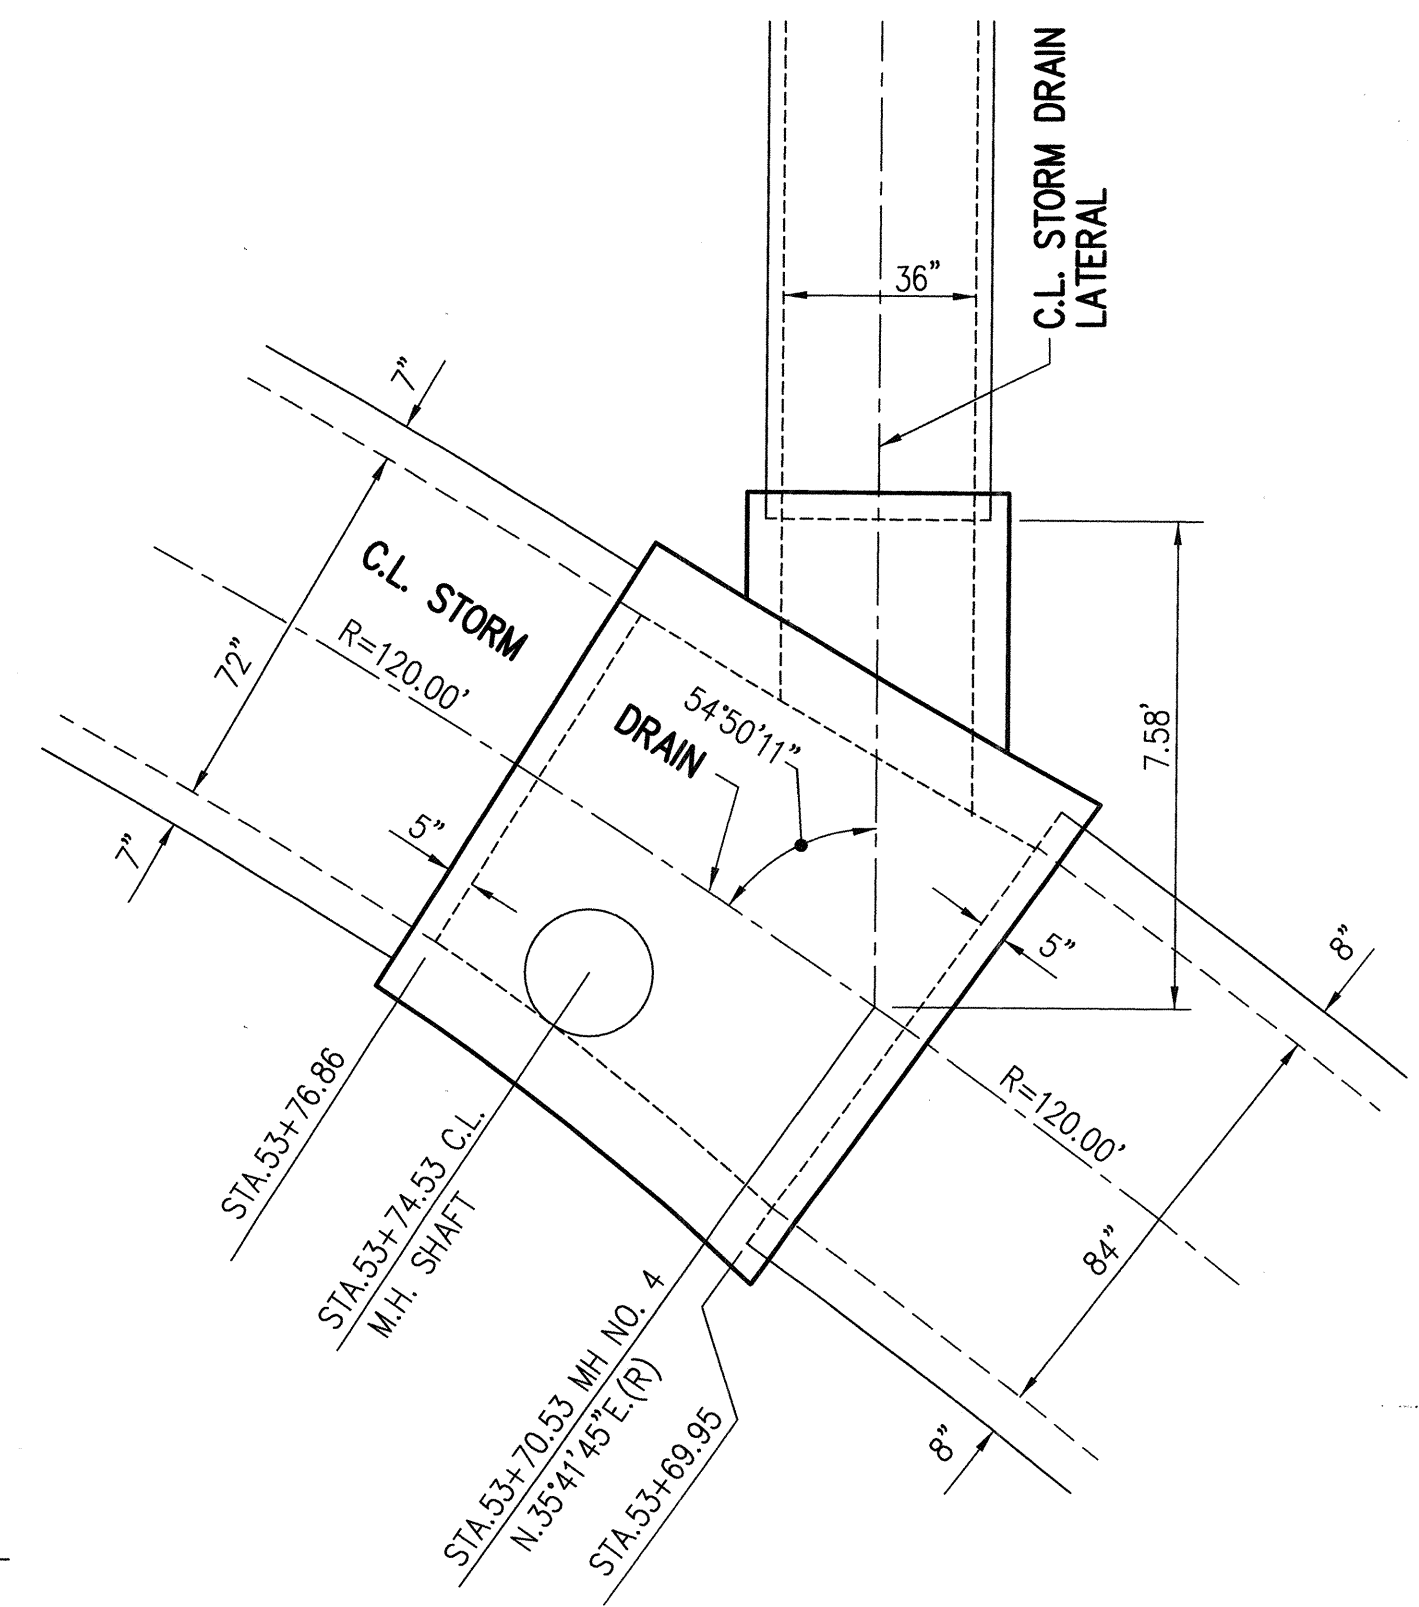 C.L. STORM DRAIN
LATERAL
36”
7”
C.L. STORM
R=120.00’
72”
DRAIN
54°50’11”
7.58’
5”
7”
5”
8”
R=120.00’
84”
8”
STA.53+76.86
STA.53+74.53 C.L.
M.H. SHAFT
STA.53+70.53 MH NO. 4
N.35°41’45”E.(R)
STA.53+69.95